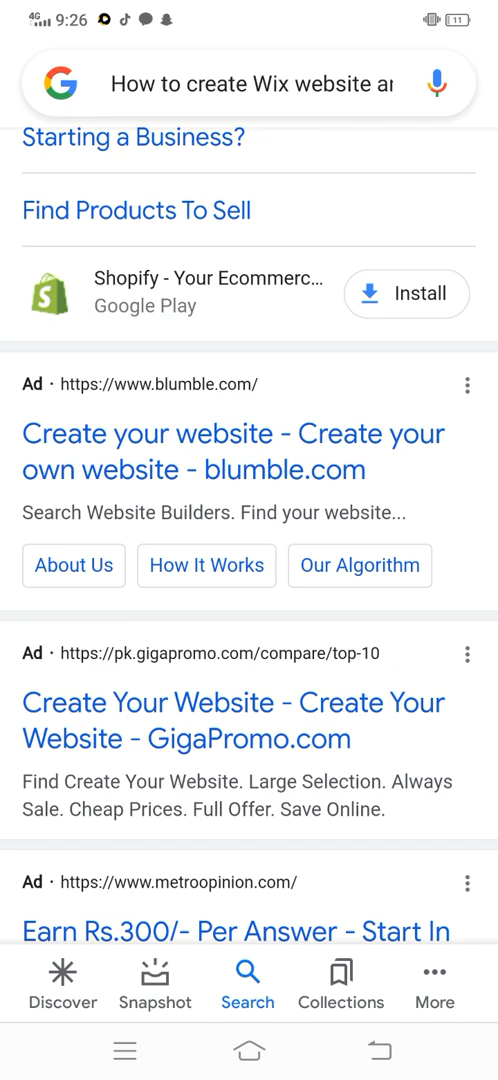 4G 9:26 11
How to create Wix website ar
Starting a Business?
Find Products To Sell
Shopify - Your Ecommerc...
Google Play
Install
Ad · https://www.blumble.com/
Create your website - Create your
own website - blumble.com
Search Website Builders. Find your website...
About Us How It Works Our Algorithm
Ad · https://pk.gigapromo.com/compare/top-10
Create Your Website - Create Your
Website - GigaPromo.com
Find Create Your Website. Large Selection. Always
Sale. Cheap Prices. Full Offer. Save Online.
Ad · https://www.metroopinion.com/
Earn Rs.300/- Per Answer - Start In
Discover Snapshot Search Collections More